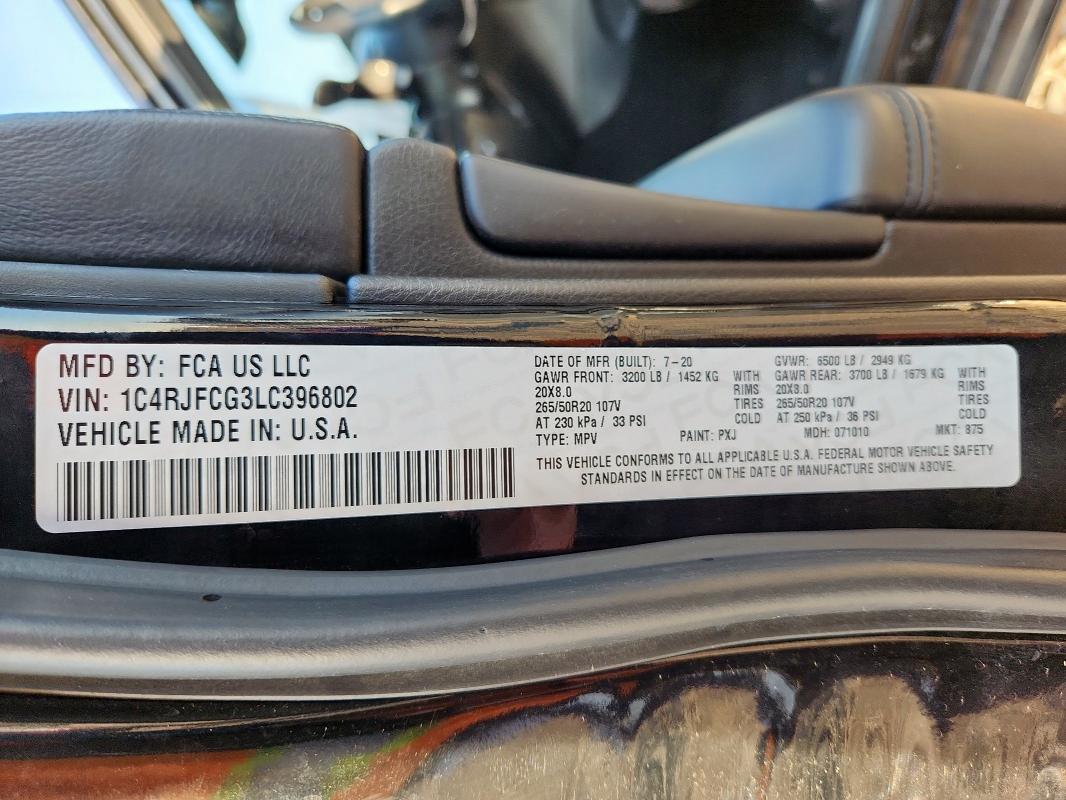 MFD BY: FCA US LLC
VIN: 1C4RJFCG3LC396802
VEHICLE MADE IN: U.S.A.
DATE OF MFR (BUILT): 7-20 GVWR: 6500 LB / 2949 KG
GAWR FRONT: 3200 LB / 1452 KG WITH GAWR REAR: 3700 LB / 1679 KG WITH
20X8.0 RIMS 20X8.0 RIMS
265/50R20 107V TIRES 265/50R20 107V TIRES
AT 230 kPa / 33 PSI COLD AT 250 kPa / 36 PSI COLD
TYPE: MPV PAINT: PXJ MDH: 071010 MKT: 875
THIS VEHICLE CONFORMS TO ALL APPLICABLE U.S.A. FEDERAL MOTOR VEHICLE SAFETY
STANDARDS IN EFFECT ON THE DATE OF MANUFACTURE SHOWN ABOVE.